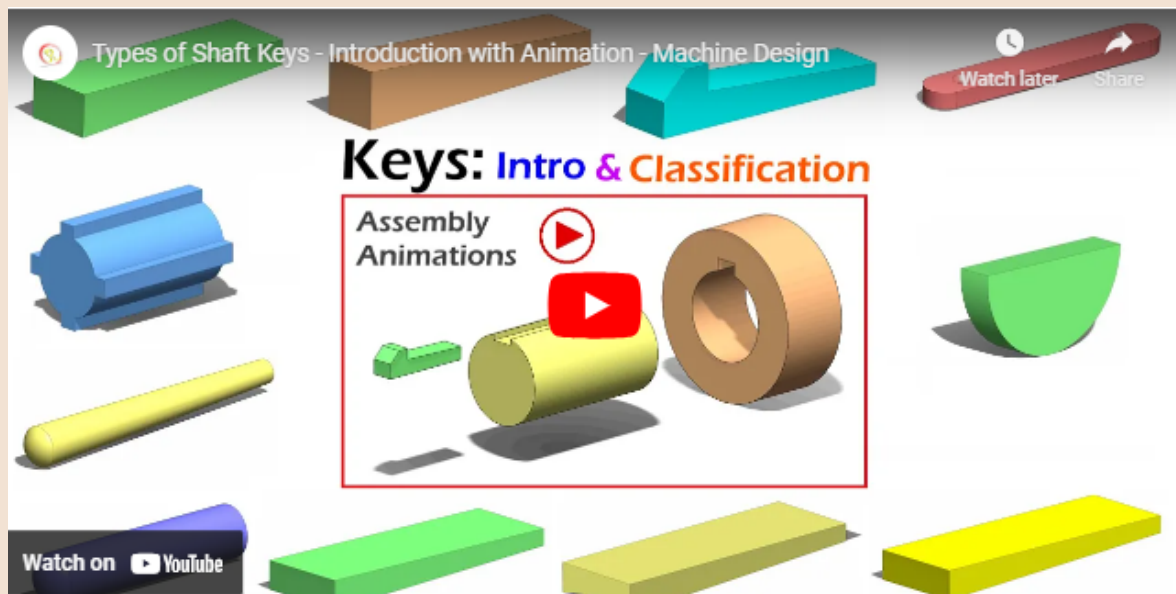 Types of Shaft Keys - Introduction with Animation - Machine Design
Watch later
Share
Keys: Intro & Classification
Assembly
Animations
Watch on YouTube